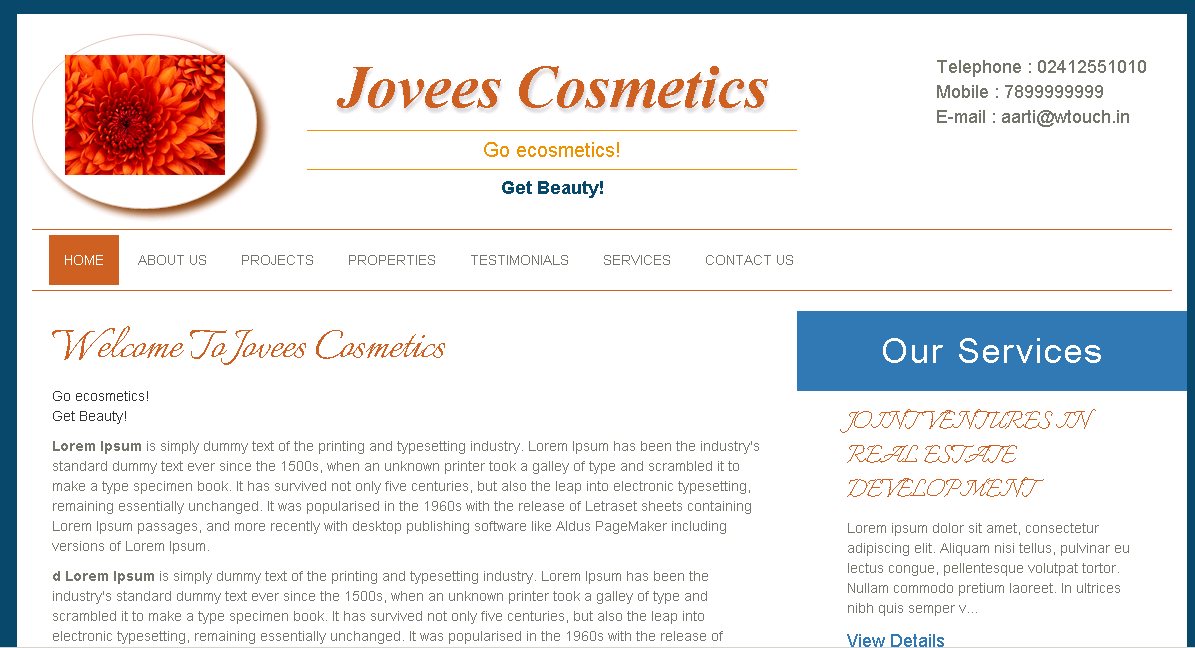 Jovees Cosmetics
Go ecosmetics!
Get Beauty!
Telephone : 02412551010
Mobile : 7899999999
E-mail : aarti@wtouch.in
HOME ABOUT US PROJECTS PROPERTIES TESTIMONIALS SERVICES CONTACT US
Welcome To Jovees Cosmetics
Go ecosmetics!
Get Beauty!
Lorem Ipsum is simply dummy text of the printing and typesetting industry. Lorem Ipsum has been the industry's
standard dummy text ever since the 1500s, when an unknown printer took a galley of type and scrambled it to
make a type specimen book. It has survived not only five centuries, but also the leap into electronic typesetting,
remaining essentially unchanged. It was popularised in the 1960s with the release of Letraset sheets containing
Lorem Ipsum passages, and more recently with desktop publishing software like Aldus PageMaker including
versions of Lorem Ipsum.
d Lorem Ipsum is simply dummy text of the printing and typesetting industry. Lorem Ipsum has been the
industry's standard dummy text ever since the 1500s, when an unknown printer took a galley of type and
scrambled it to make a type specimen book. It has survived not only five centuries, but also the leap into
electronic typesetting, remaining essentially unchanged. It was popularised in the 1960s with the release of
Our Services
JOINT VENTURES IN
REAL ESTATE
DEVELOPMENT
Lorem ipsum dolor sit amet, consectetur
adipiscing elit. Aliquam nisi tellus, pulvinar eu
lectus congue, pellentesque volutpat tortor.
Nullam commodo pretium laoreet. In ultrices
nibh quis semper v...
View Details